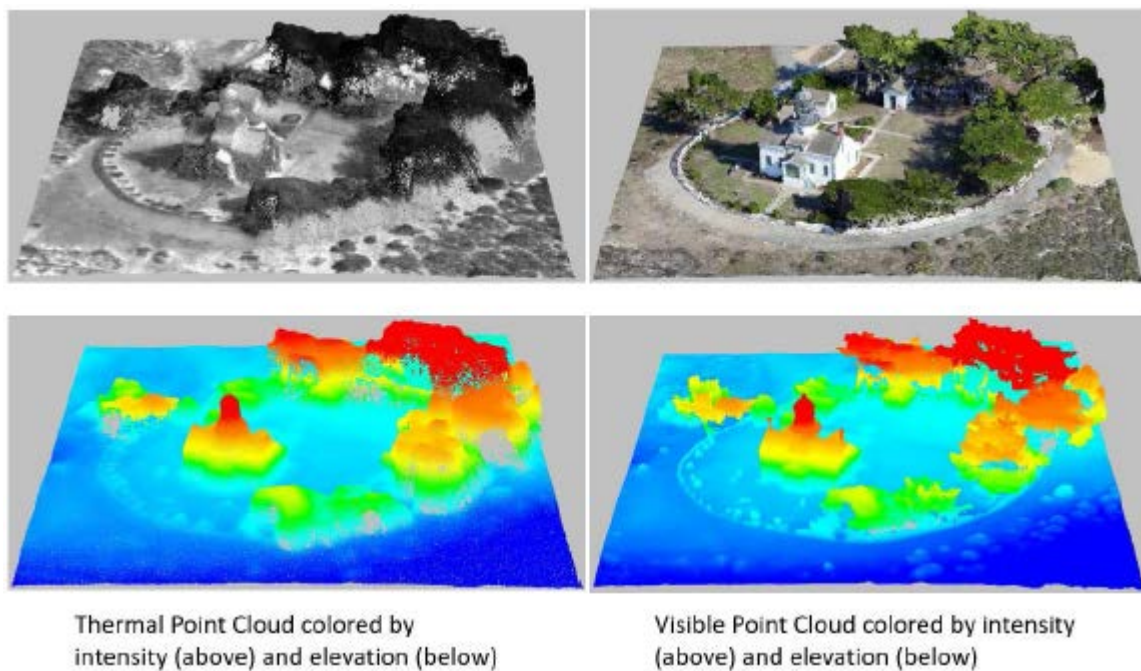 Thermal Point Cloud colored by
intensity (above) and elevation (below)
Visible Point Cloud colored by intensity
(above) and elevation (below)